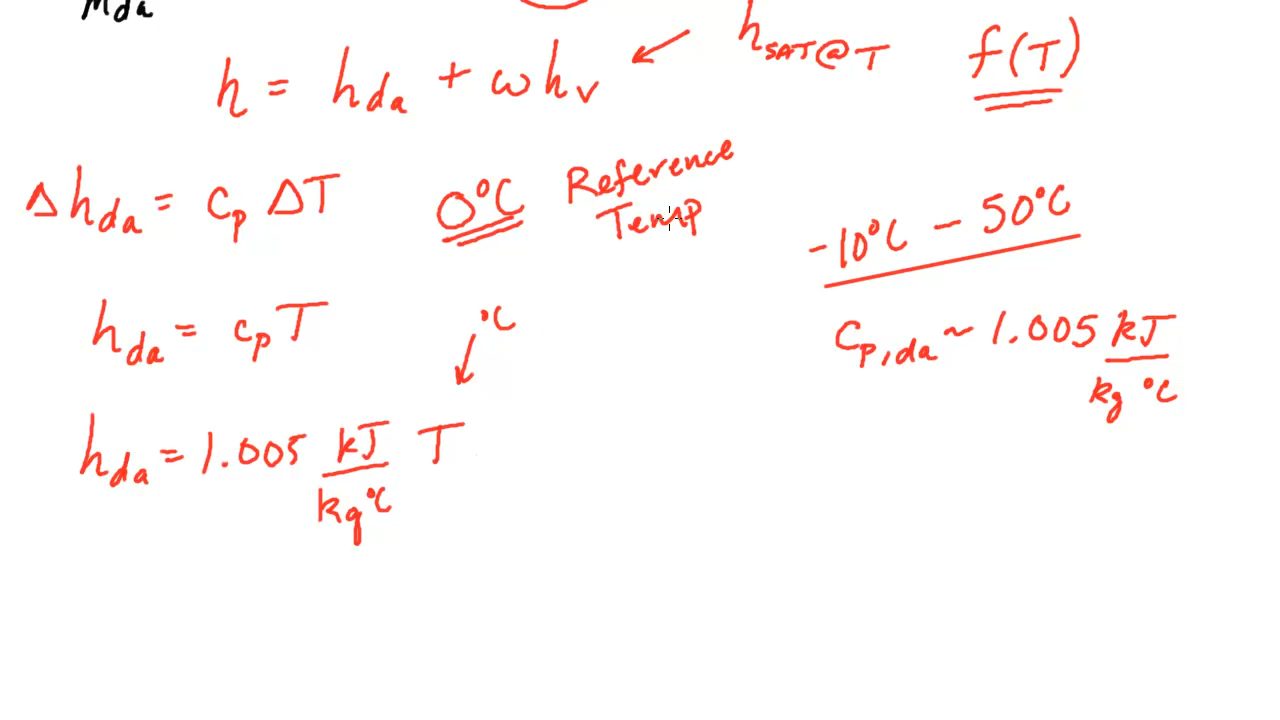 Mda
h = hda + ωhv
hSAT@T
f(T)
Δhda = cp ΔT
0°C
Reference
Temp
-10°C – 50°C
hda = cpT
°C
cp,da ~ 1.005 kJ
kg °C
hda = 1.005 kJ T
kg°C